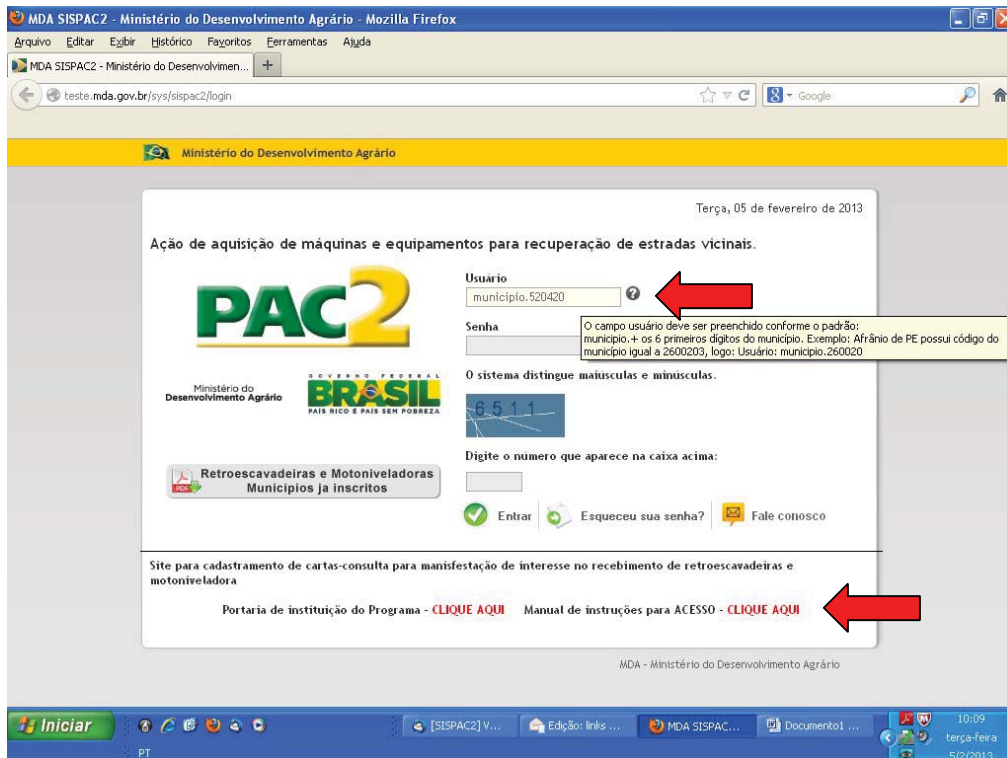 MDA SISPAC2 - Ministério do Desenvolvimento Agrário - Mozilla Firefox
Arquivo Editar Exibir Histórico Favoritos Ferramentas Ajuda
MDA SISPAC2 - Ministério do Desenvolvimen... +
teste.mda.gov.br/sys/sispac2/login
Google
Ministério do Desenvolvimento Agrário
Terça, 05 de fevereiro de 2013
Ação de aquisição de máquinas e equipamentos para recuperação de estradas vicinais.
PAC2
Usuário
municipio.520420
Senha
O campo usuário deve ser preenchido conforme o padrão:
municipio.+ os 6 primeiros dígitos do município. Exemplo: Afrânio de PE possui código do
município igual a 2600203, logo: Usuário: municipio.260020
Ministério do
Desenvolvimento Agrário
GOVERNO FEDERAL
BRASIL
PAÍS RICO É PAÍS SEM POBREZA
O sistema distingue maiúsculas e minúsculas.
6511
Digite o número que aparece na caixa acima:
Retroescavadeiras e Motoniveladoras
Municipios ja inscritos
Entrar Esqueceu sua senha? Fale conosco
Site para cadastramento de cartas-consulta para manisfestação de interesse no recebimento de retroescavadeiras e
motoniveladora
Portaria de instituição do Programa - CLIQUE AQUI Manual de instruções para ACESSO - CLIQUE AQUI
MDA - Ministério do Desenvolvimento Agrário
Iniciar
[SISPAC2] V... Edição: links ... MDA SISPAC... Documento1 ...
PT
10:09
terça-feira
5/2/2013